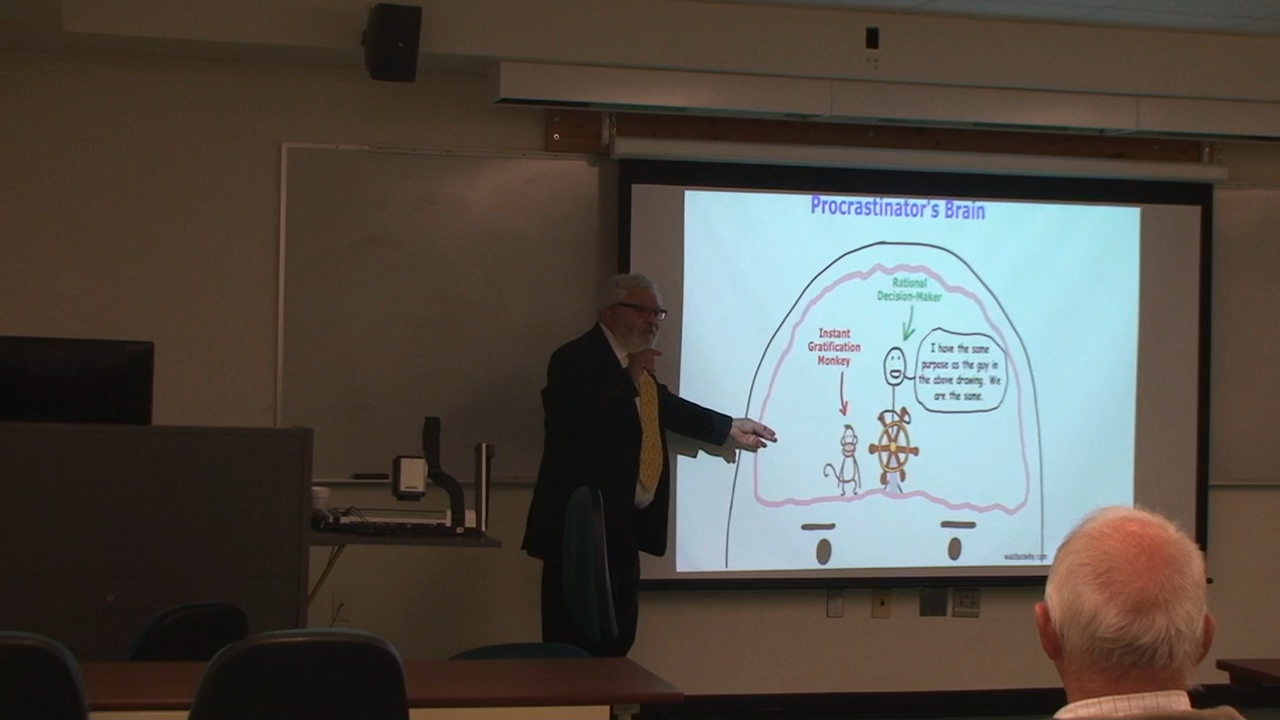 Procrastinator's Brain
Rational
Decision-Maker
Instant
Gratification
Monkey
I have the same
purpose as the guy in
the above drawing. We
are the same.
waitbutwhy.com